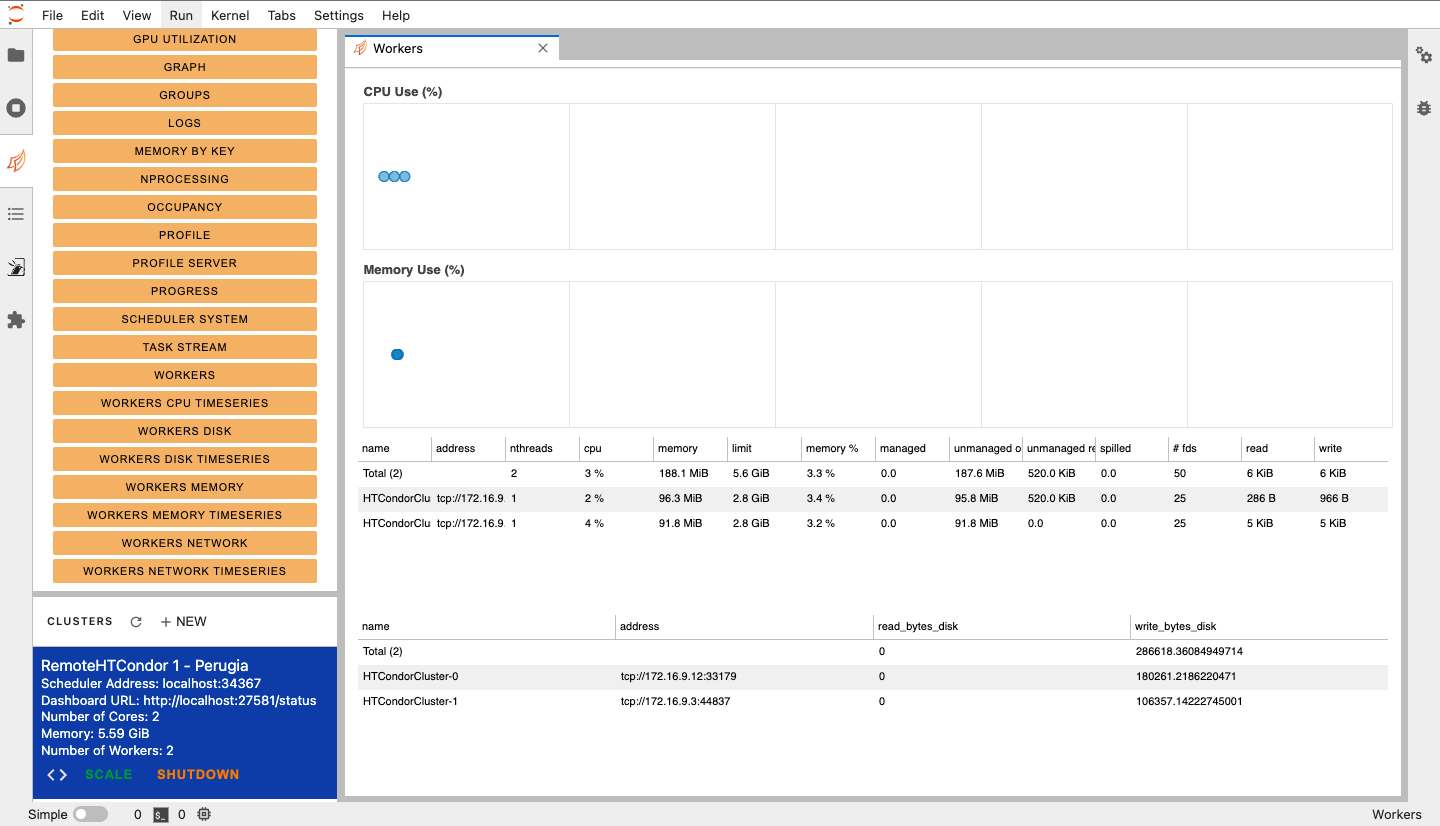 File Edit View Run Kernel Tabs Settings Help
GPU UTILIZATION
GRAPH
GROUPS
LOGS
MEMORY BY KEY
NPROCESSING
OCCUPANCY
PROFILE
PROFILE SERVER
PROGRESS
SCHEDULER SYSTEM
TASK STREAM
WORKERS
WORKERS CPU TIMESERIES
WORKERS DISK
WORKERS DISK TIMESERIES
WORKERS MEMORY
WORKERS MEMORY TIMESERIES
WORKERS NETWORK
WORKERS NETWORK TIMESERIES
CLUSTERS + NEW
RemoteHTCondor 1 - Perugia
Scheduler Address: localhost:34367
Dashboard URL: http://localhost:27581/status
Number of Cores: 2
Memory: 5.59 GiB
Number of Workers: 2
<> SCALE SHUTDOWN
Workers
CPU Use (%)
Memory Use (%)
name address nthreads cpu memory limit memory % managed unmanaged o unmanaged re spilled # fds read write
Total (2) 2 3 % 188.1 MiB 5.6 GiB 3.3 % 0.0 187.6 MiB 520.0 KiB 0.0 50 6 KiB 6 KiB
HTCondorClu tcp://172.16.9. 1 2 % 96.3 MiB 2.8 GiB 3.4 % 0.0 95.8 MiB 520.0 KiB 0.0 25 286 B 966 B
HTCondorClu tcp://172.16.9. 1 4 % 91.8 MiB 2.8 GiB 3.2 % 0.0 91.8 MiB 0.0 0.0 25 5 KiB 5 KiB
name address read_bytes_disk write_bytes_disk
Total (2) 0 286618.36084949714
HTCondorCluster-0 tcp://172.16.9.12:33179 0 180261.2186220471
HTCondorCluster-1 tcp://172.16.9.3:44837 0 106357.14222745001
Simple 0 $_ 0 Workers